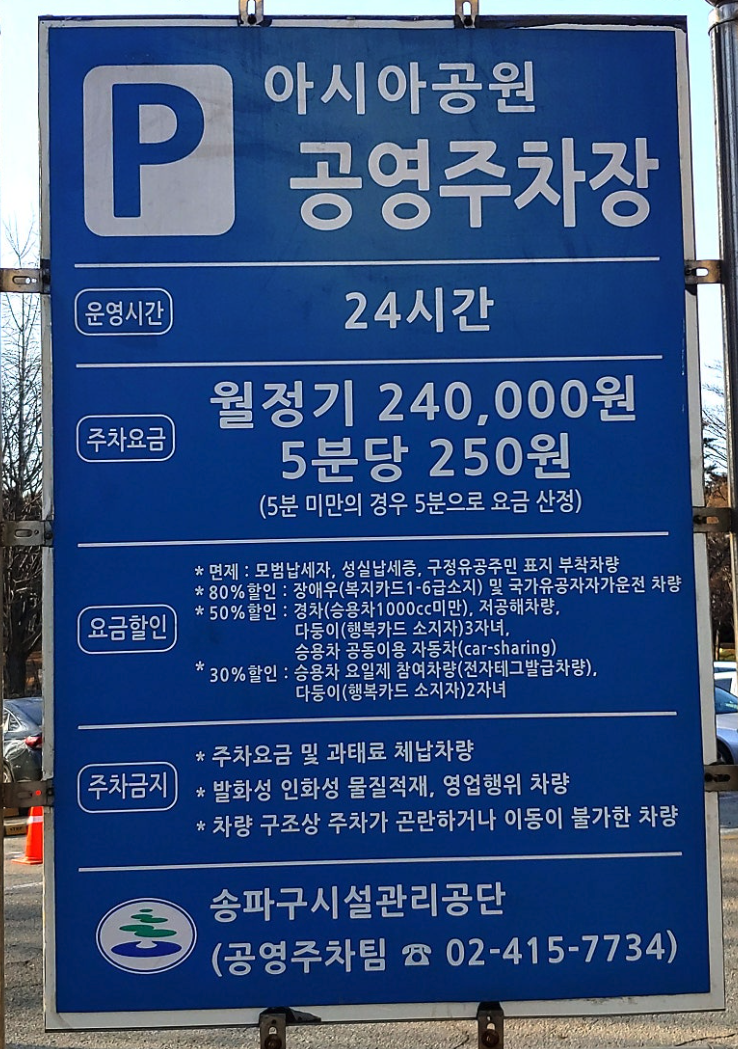 P
아시아공원
공영주차장
운영시간
24시간
주차요금
월정기 240,000원
5분당 250원
(5분 미만의 경우 5분으로 요금 산정)
요금할인
* 면제 : 모범납세자, 성실납세증, 구정유공주민 표지 부착차량
* 80%할인 : 장애우(복지카드1-6급소지) 및 국가유공자자가운전 차량
* 50%할인 : 경차(승용차1000cc미만), 저공해차량,
다둥이(행복카드 소지자)3자녀,
승용차 공동이용 자동차(car-sharing)
* 30%할인 : 승용차 요일제 참여차량(전자테그발급차량),
다둥이(행복카드 소지자)2자녀
주차금지
* 주차요금 및 과태료 체납차량
* 발화성 인화성 물질적재, 영업행위 차량
* 차량 구조상 주차가 곤란하거나 이동이 불가한 차량
송파구시설관리공단
(공영주차팀 ☎ 02-415-7734)